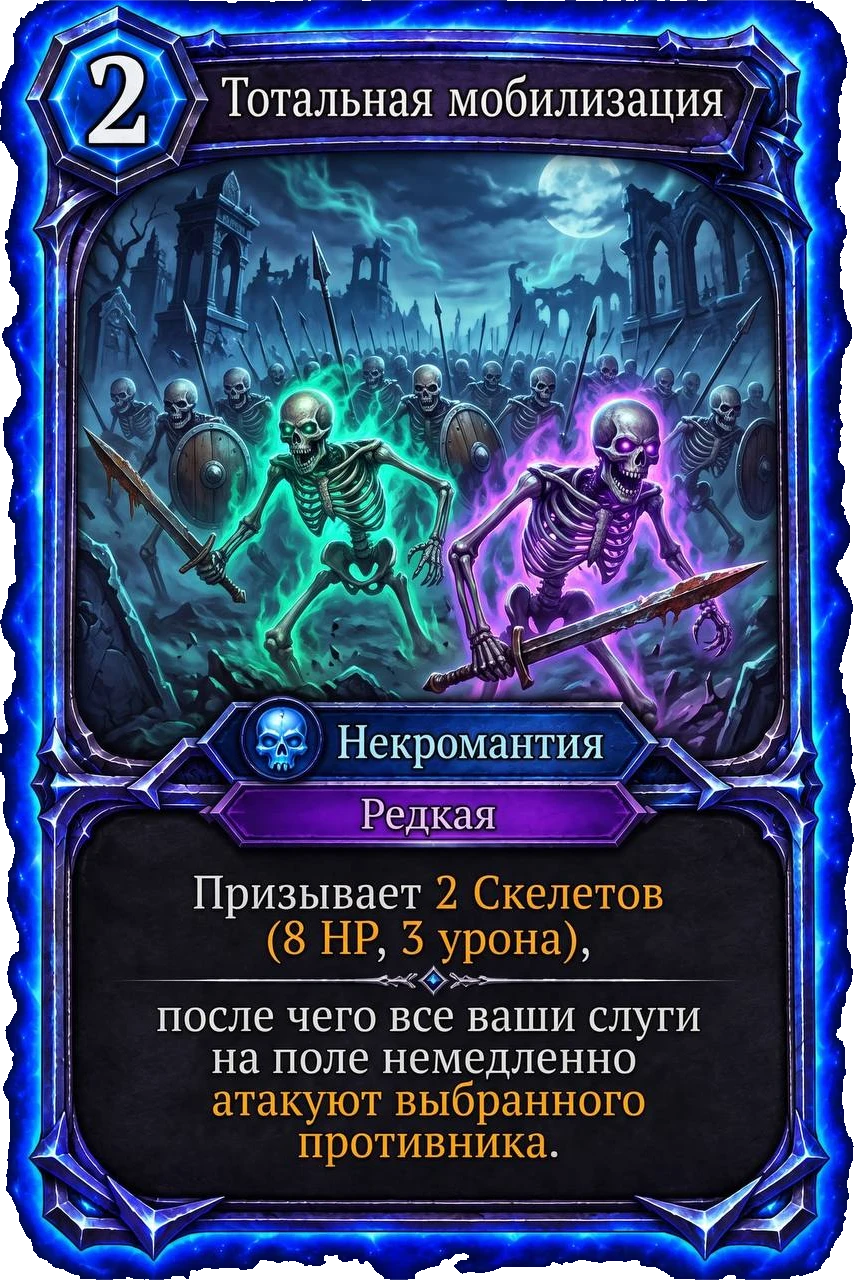 2
Тотальная мобилизация
Некромантия
Редкая
Призывает 2 Скелетов
(8 HP, 3 урона),
после чего все ваши слуги
на поле немедленно
атакуют выбранного
противника.